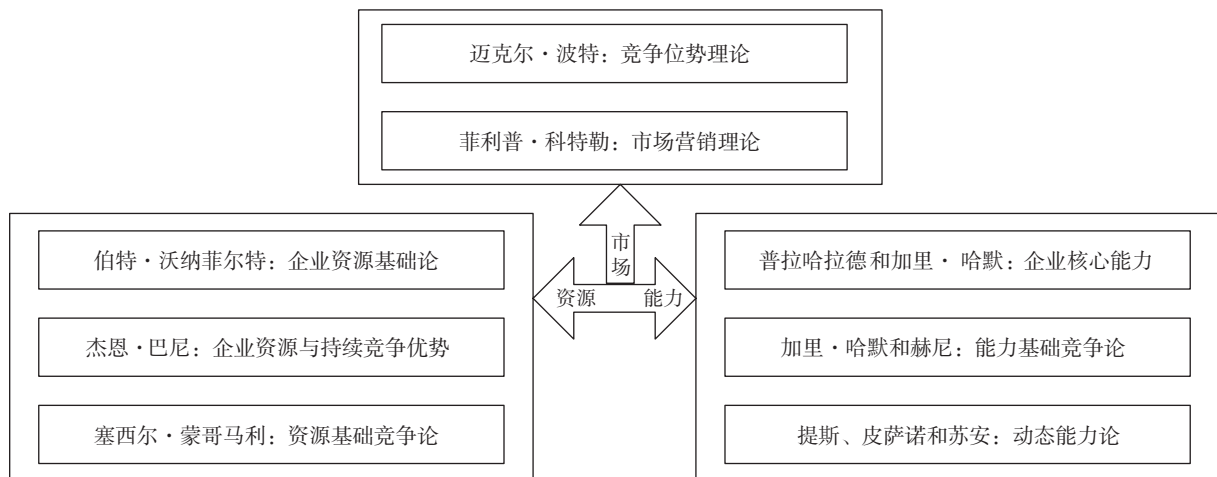 迈克尔·波特：竞争位势理论
菲利普·科特勒：市场营销理论
市场
资源 能力
伯特·沃纳菲尔特：企业资源基础论
杰恩·巴尼：企业资源与持续竞争优势
塞西尔·蒙哥马利：资源基础竞争论
普拉哈拉德和加里·哈默：企业核心能力
加里·哈默和赫尼：能力基础竞争论
提斯、皮萨诺和苏安：动态能力论